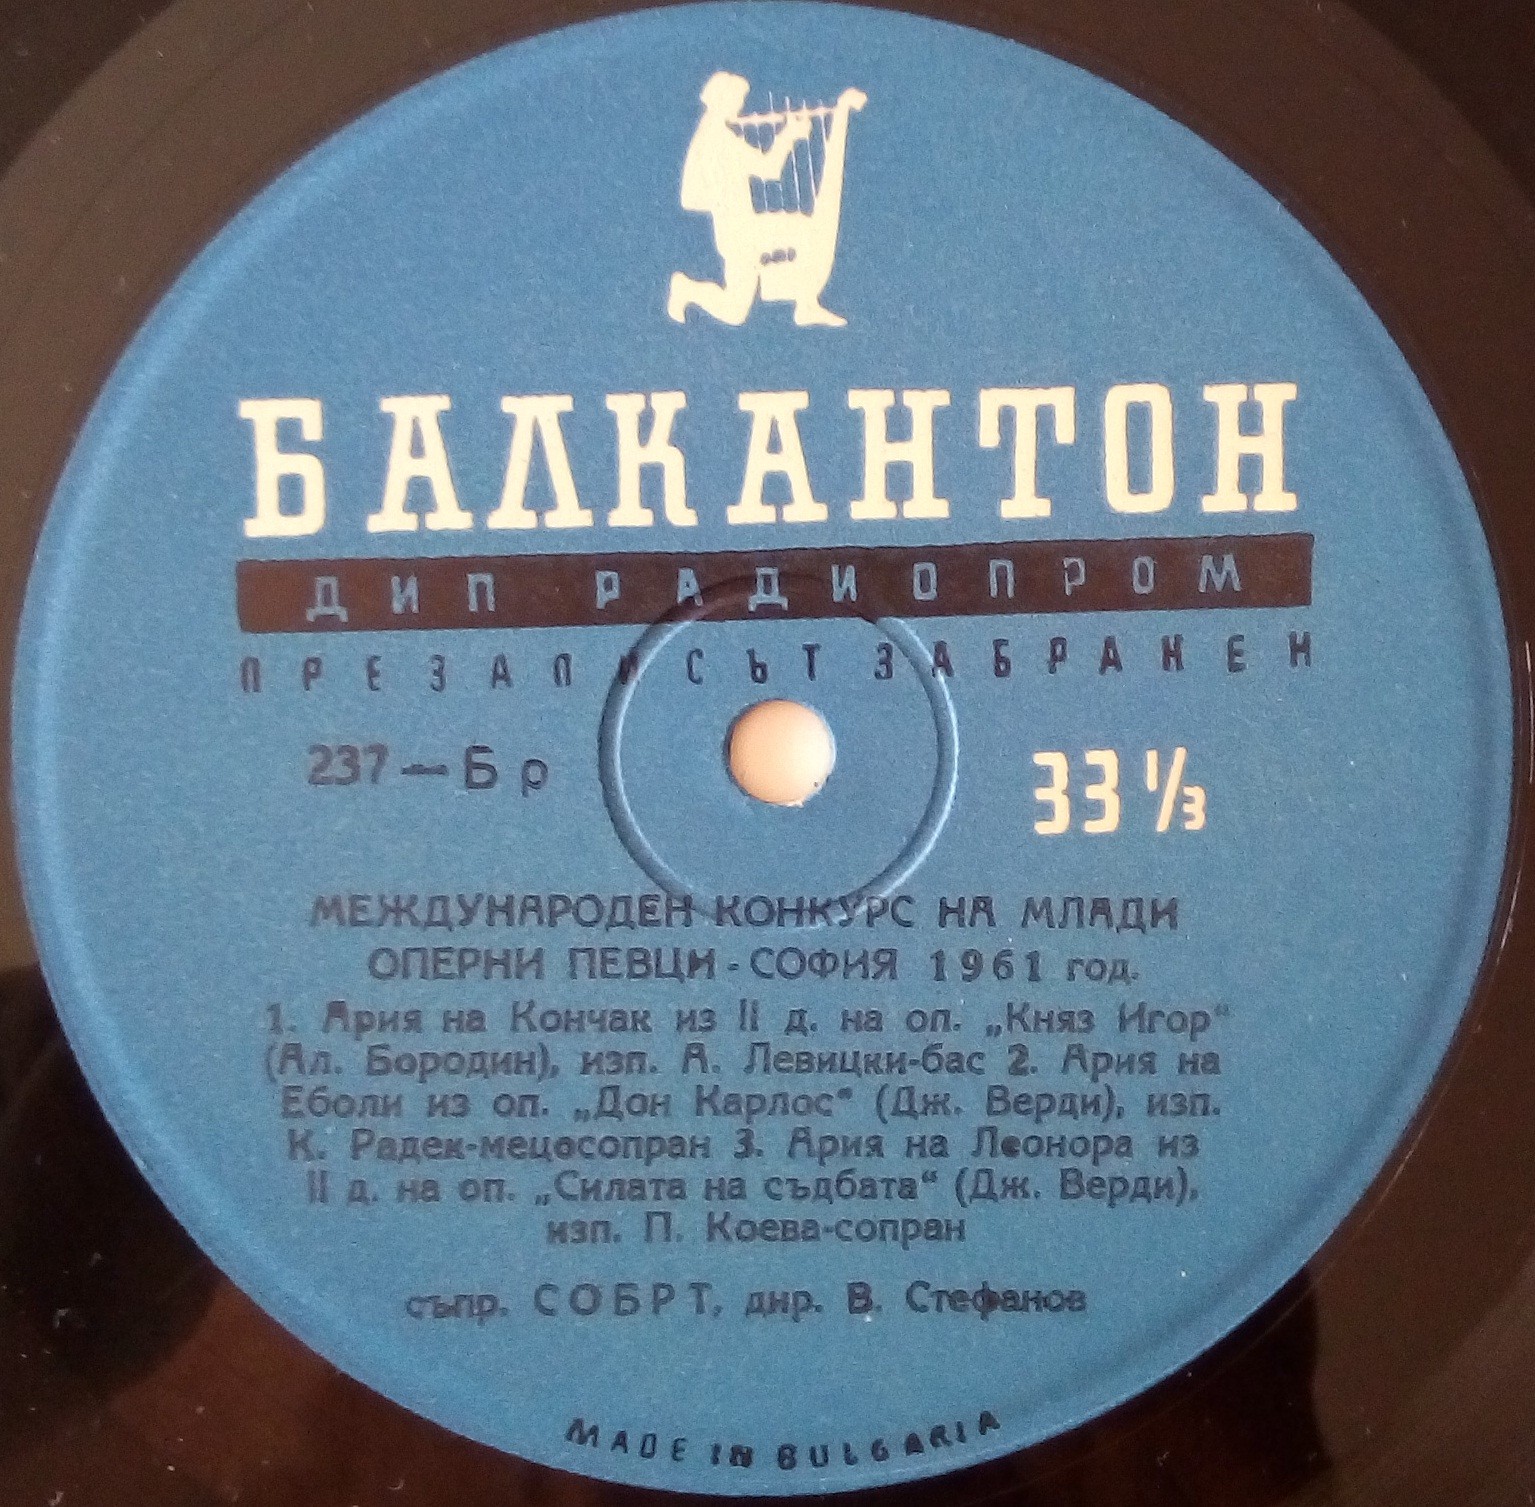 БАЛКАНТОН
ДИП РАДИОПРОМ
ПРЕЗАПИСЪТ ЗАБРАНЕН
237 — Бр
33 1/3
МЕЖДУНАРОДЕН КОНКУРС НА МЛАДИ
ОПЕРНИ ПЕВЦИ - СОФИЯ 1961 год.
1. Ария на Кончак из II д. на оп. „Княз Игор“
(Ал. Бородин), изп. А. Левицки-бас 2. Ария на
Еболи из оп. „Дон Карлос“ (Дж. Верди), изп.
К. Радек-мецосопран 3. Ария на Леонора из
II д. на оп. „Силата на съдбата“ (Дж. Верди),
изп. П. Коева-сопран
съпр. СОБРТ, дир. В. Стефанов
MADE IN BULGARIA